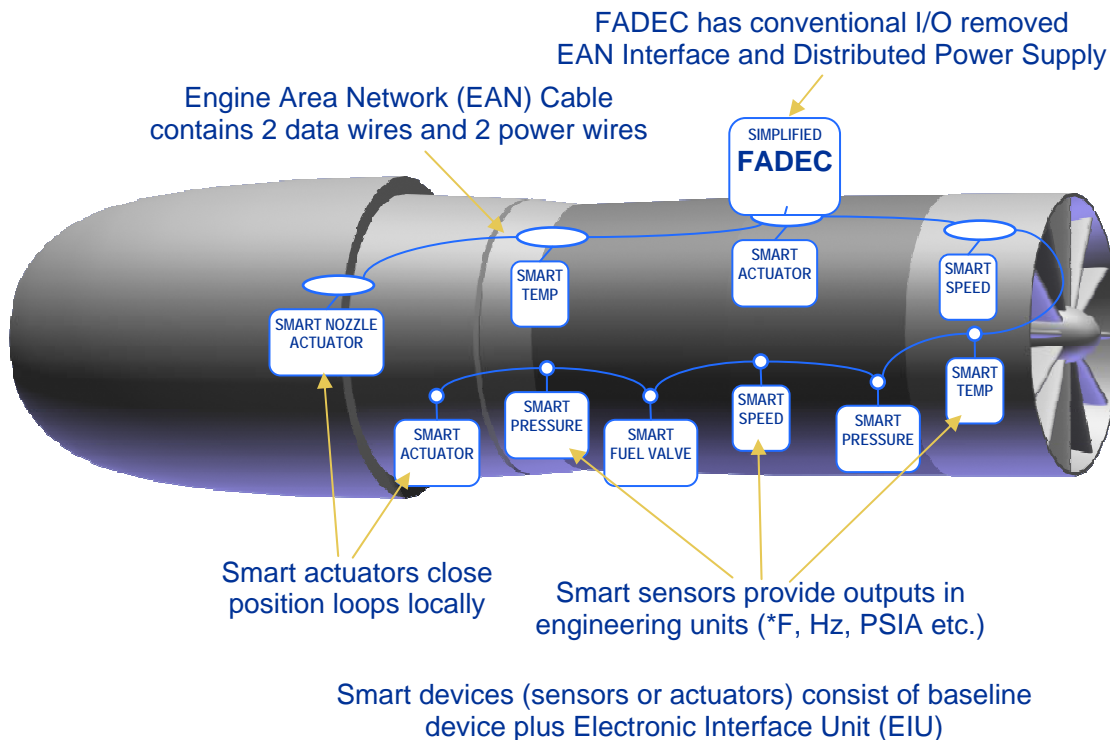 FADEC has conventional I/O removed
EAN Interface and Distributed Power Supply
Engine Area Network (EAN) Cable
contains 2 data wires and 2 power wires
SIMPLIFIED
FADEC
SMART
TEMP
SMART
ACTUATOR
SMART
SPEED
SMART NOZZLE
ACTUATOR
SMART
ACTUATOR
SMART
PRESSURE
SMART
FUEL VALVE
SMART
SPEED
SMART
PRESSURE
SMART
TEMP
Smart actuators close
position loops locally
Smart sensors provide outputs in
engineering units (*F, Hz, PSIA etc.)
Smart devices (sensors or actuators) consist of baseline
device plus Electronic Interface Unit (EIU)